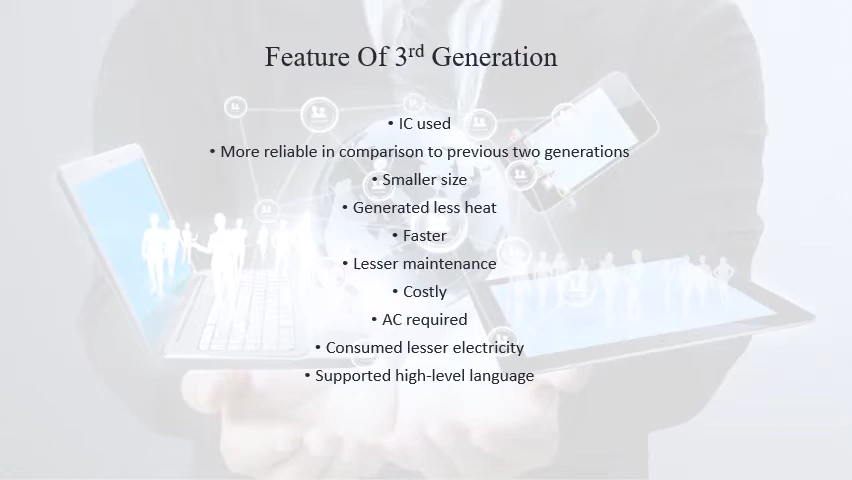 Feature Of 3rd Generation
• IC used
• More reliable in comparison to previous two generations
• Smaller size
• Generated less heat
• Faster
• Lesser maintenance
• Costly
• AC required
• Consumed lesser electricity
• Supported high-level language